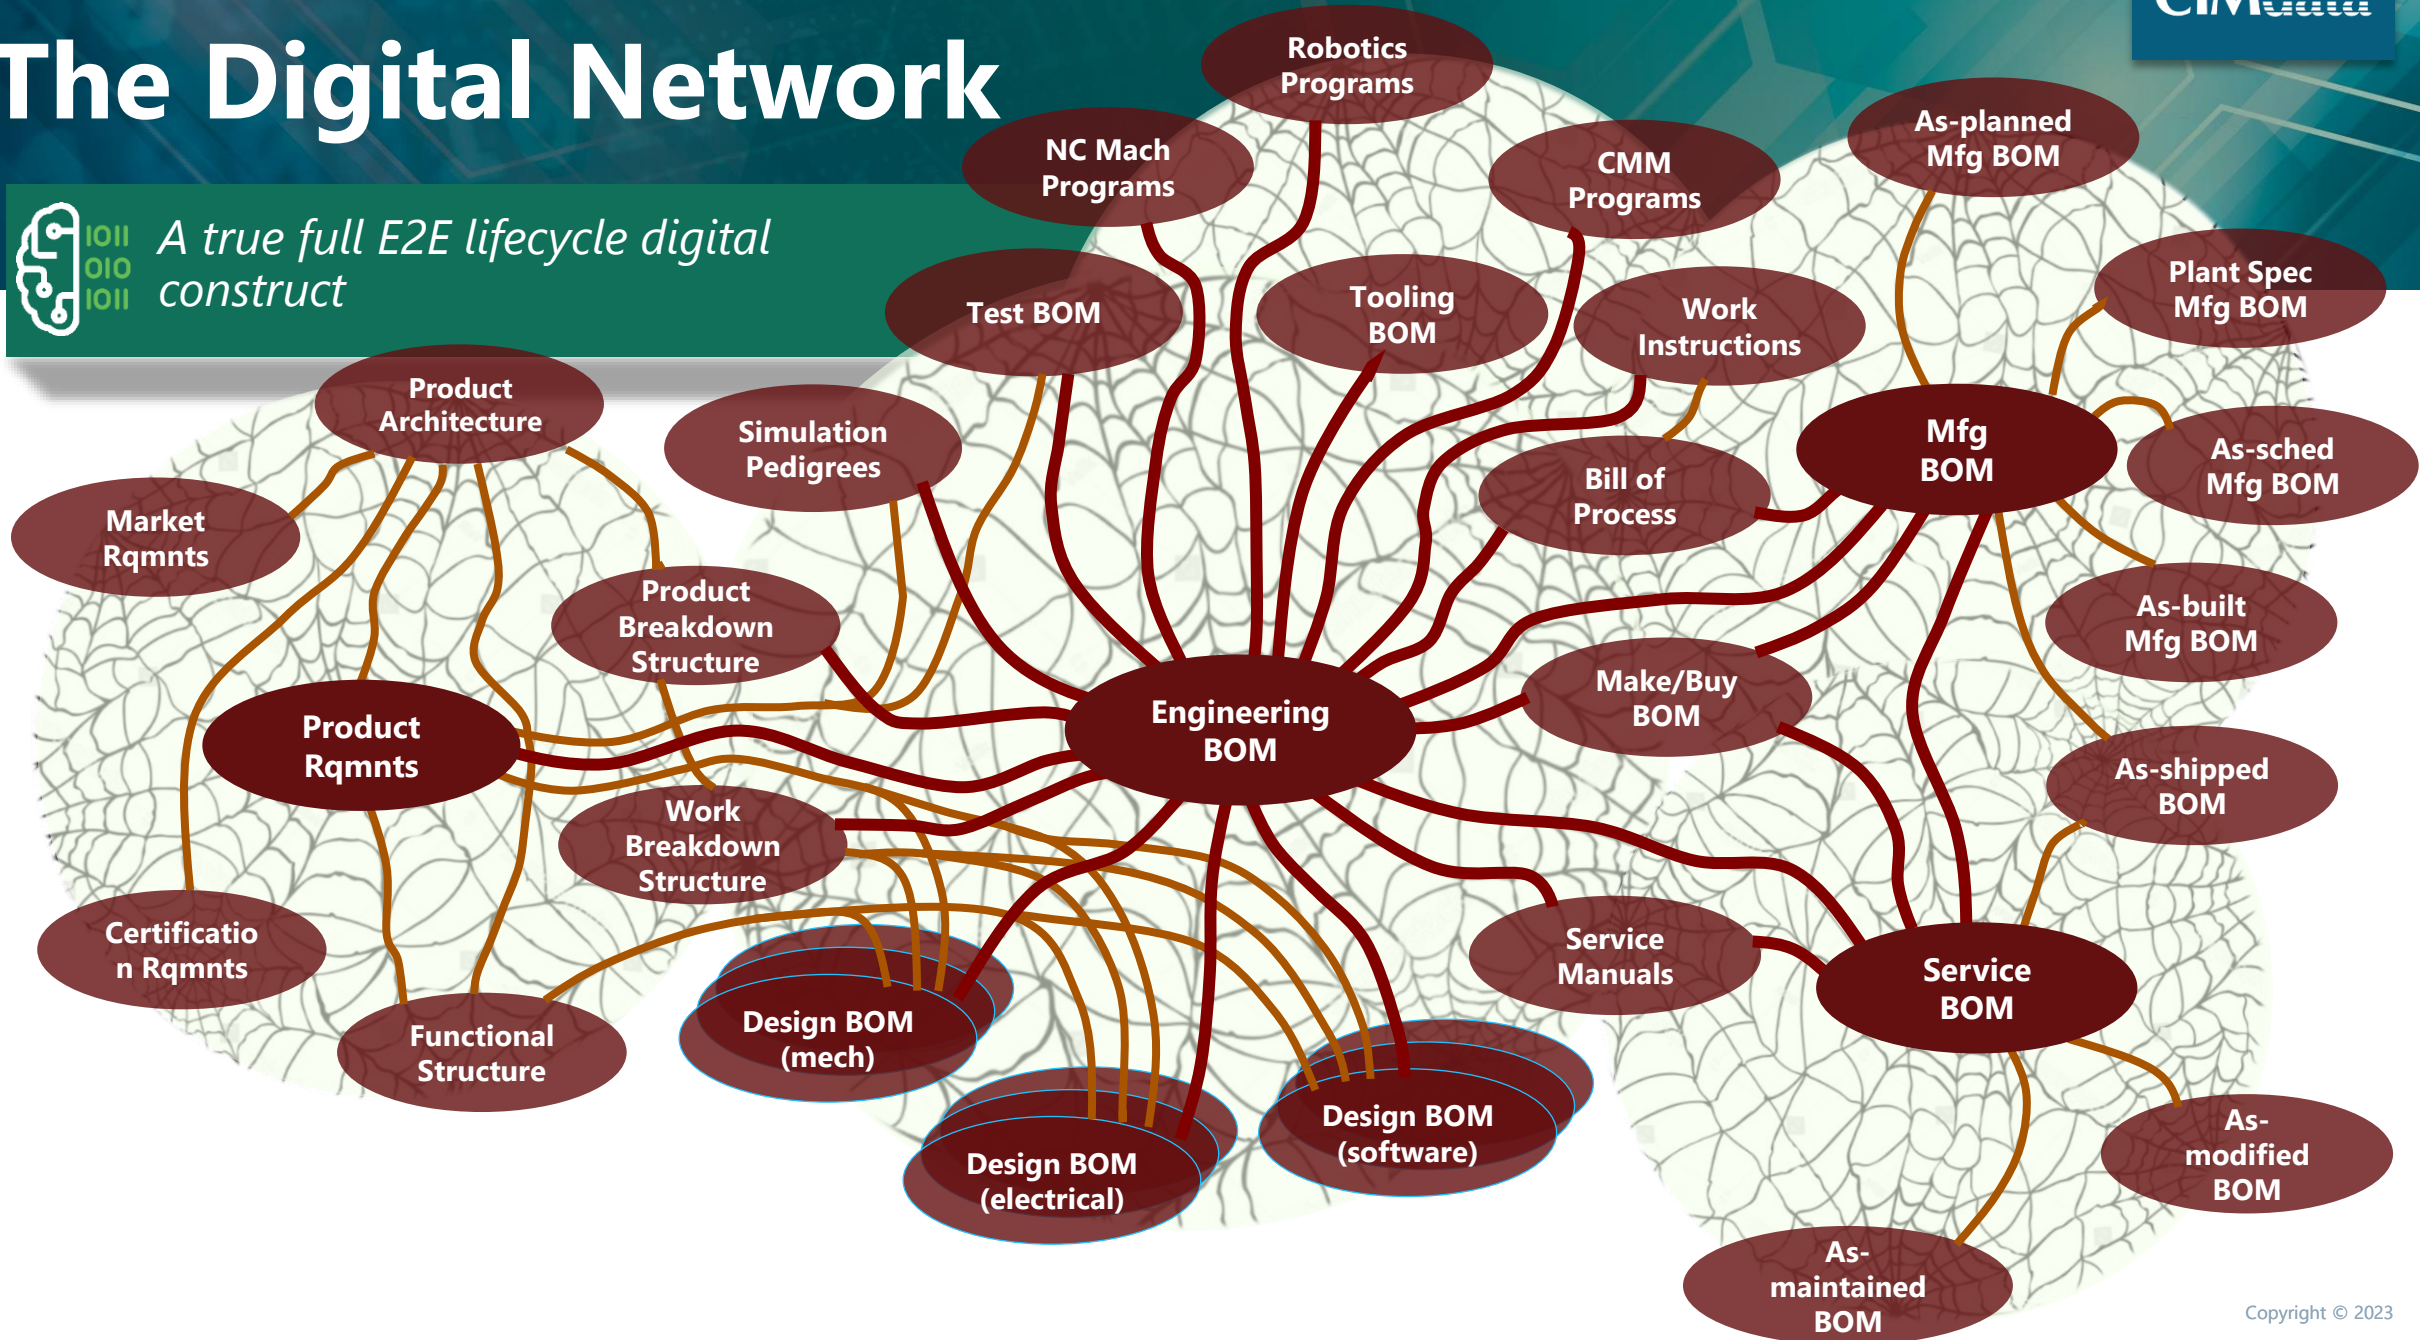 CIMdata
The Digital Network
A true full E2E lifecycle digital
construct
1011
010
1011
Robotics
Programs
NC Mach
Programs
CMM
Programs
As-planned
Mfg BOM
Test BOM
Tooling
BOM
Work
Instructions
Plant Spec
Mfg BOM
Product
Architecture
Simulation
Pedigrees
Bill of
Process
Mfg
BOM
As-sched
Mfg BOM
Market
Rqmnts
Product
Breakdown
Structure
As-built
Mfg BOM
Product
Rqmnts
Engineering
BOM
Make/Buy
BOM
As-shipped
BOM
Work
Breakdown
Structure
Certificatio
n Rqmnts
Functional
Structure
Design BOM
(mech)
Design BOM
(electrical)
Design BOM
(software)
Service
Manuals
Service
BOM
As-
modified
BOM
As-
maintained
BOM
Copyright © 2023